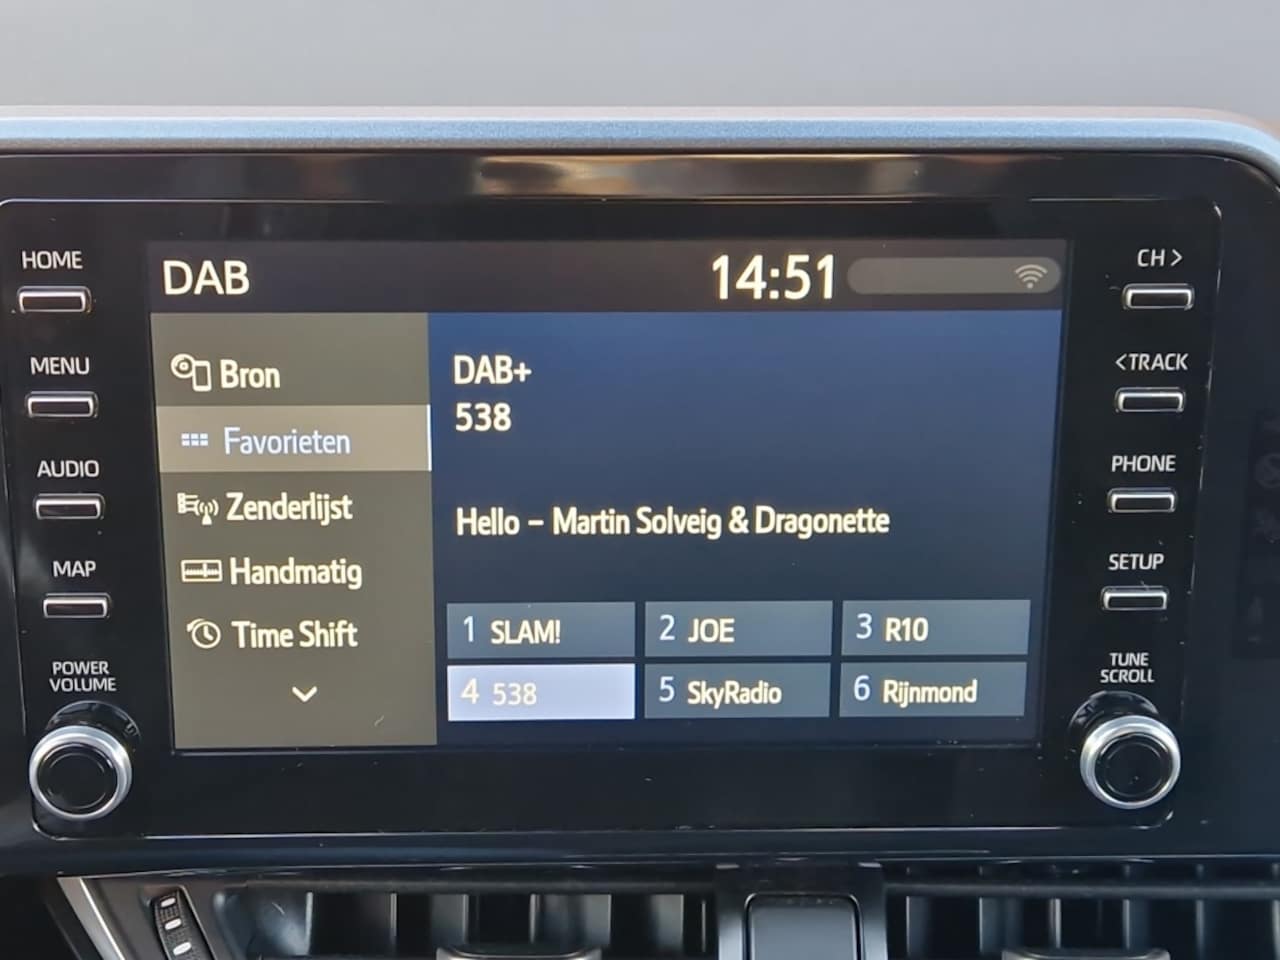 HOME
MENU
AUDIO
MAP
POWER
VOLUME
DAB
14:51
Bron
Favorieten
Zenderlijst
Handmatig
Time Shift
DAB+
538
Hello – Martin Solveig & Dragonette
1 SLAM!
2 JOE
3 R10
4 538
5 SkyRadio
6 Rijnmond
CH >
<TRACK
PHONE
SETUP
TUNE
SCROLL